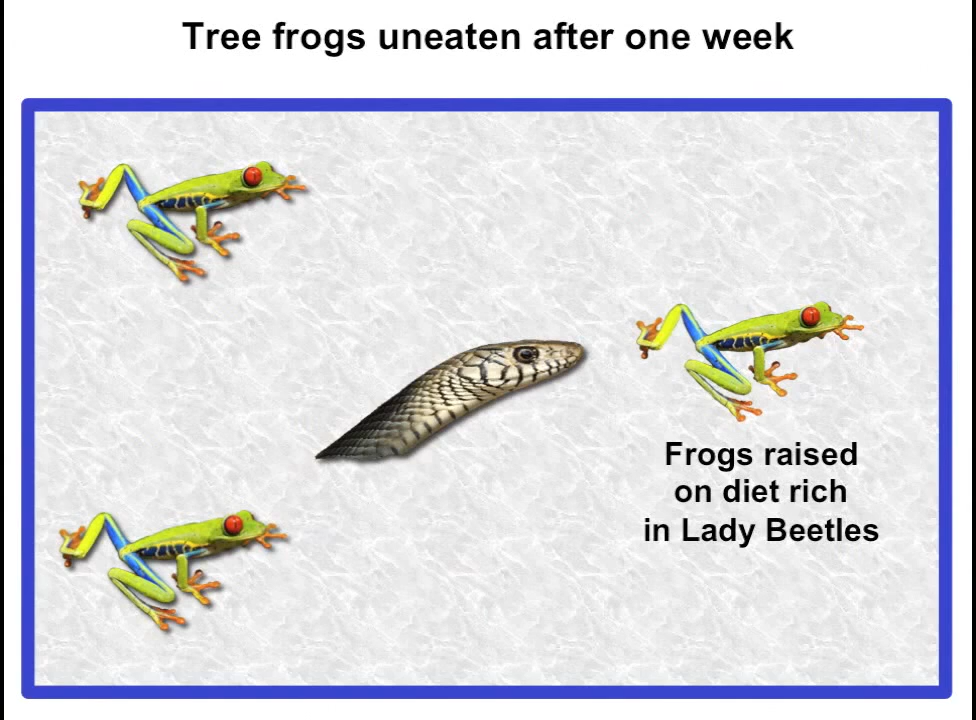 Tree frogs uneaten after one week
Frogs raised
on diet rich
in Lady Beetles